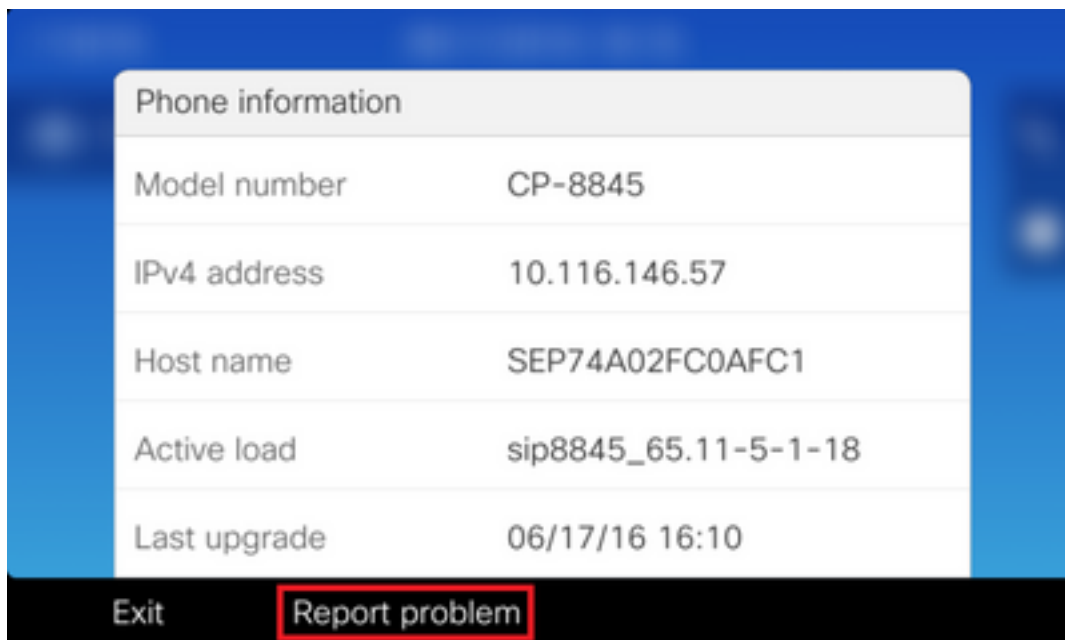 Phone information
Model number CP-8845
IPv4 address 10.116.146.57
Host name SEP74A02FC0AFC1
Active load sip8845_65.11-5-1-18
Last upgrade 06/17/16 16:10
Exit Report problem